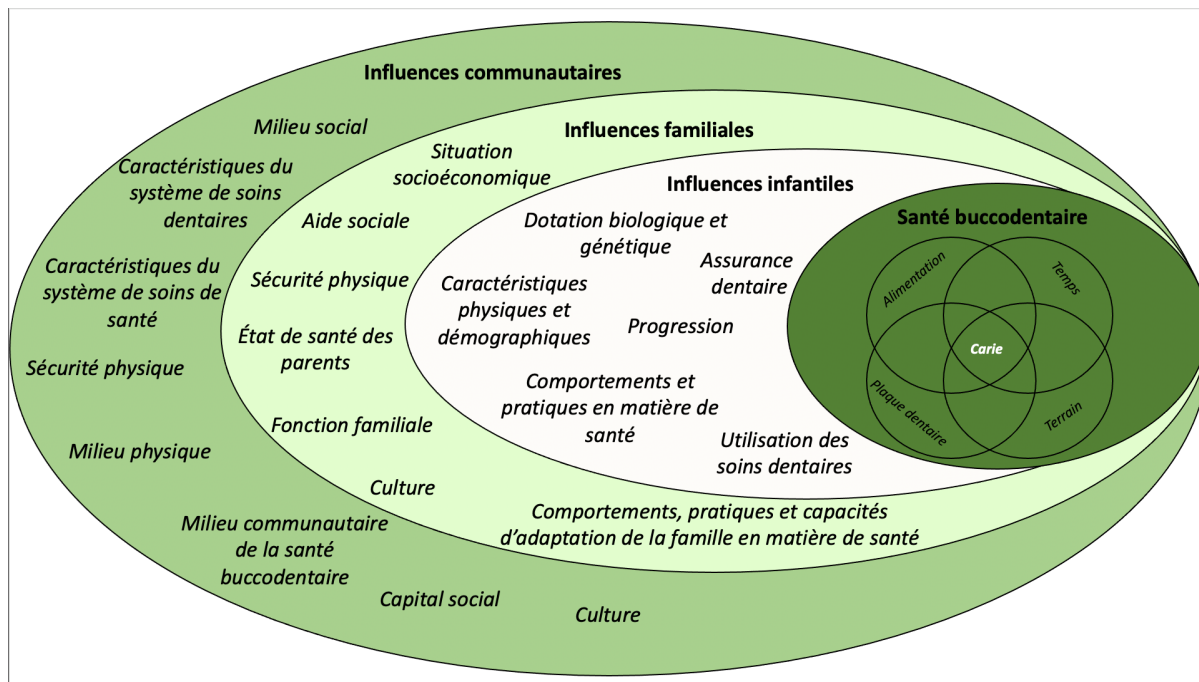 Influences communautaires
Milieu social
Caractéristiques du
système de soins
dentaires
Caractéristiques du
système de soins de
santé
Sécurité physique
Milieu physique
Milieu communautaire
de la santé
buccodentaire
Capital social
Culture
Influences familiales
Situation
socioéconomique
Aide sociale
Sécurité physique
État de santé des
parents
Fonction familiale
Culture
Comportements, pratiques et capacités
d’adaptation de la famille en matière de santé
Influences infantiles
Dotation biologique et
génétique
Assurance
dentaire
Caractéristiques
physiques et
démographiques
Progression
Comportements et
pratiques en matière de
santé
Utilisation des
soins dentaires
Santé buccodentaire
Alimentation
Temps
Carie
Plaque dentaire
Terrain